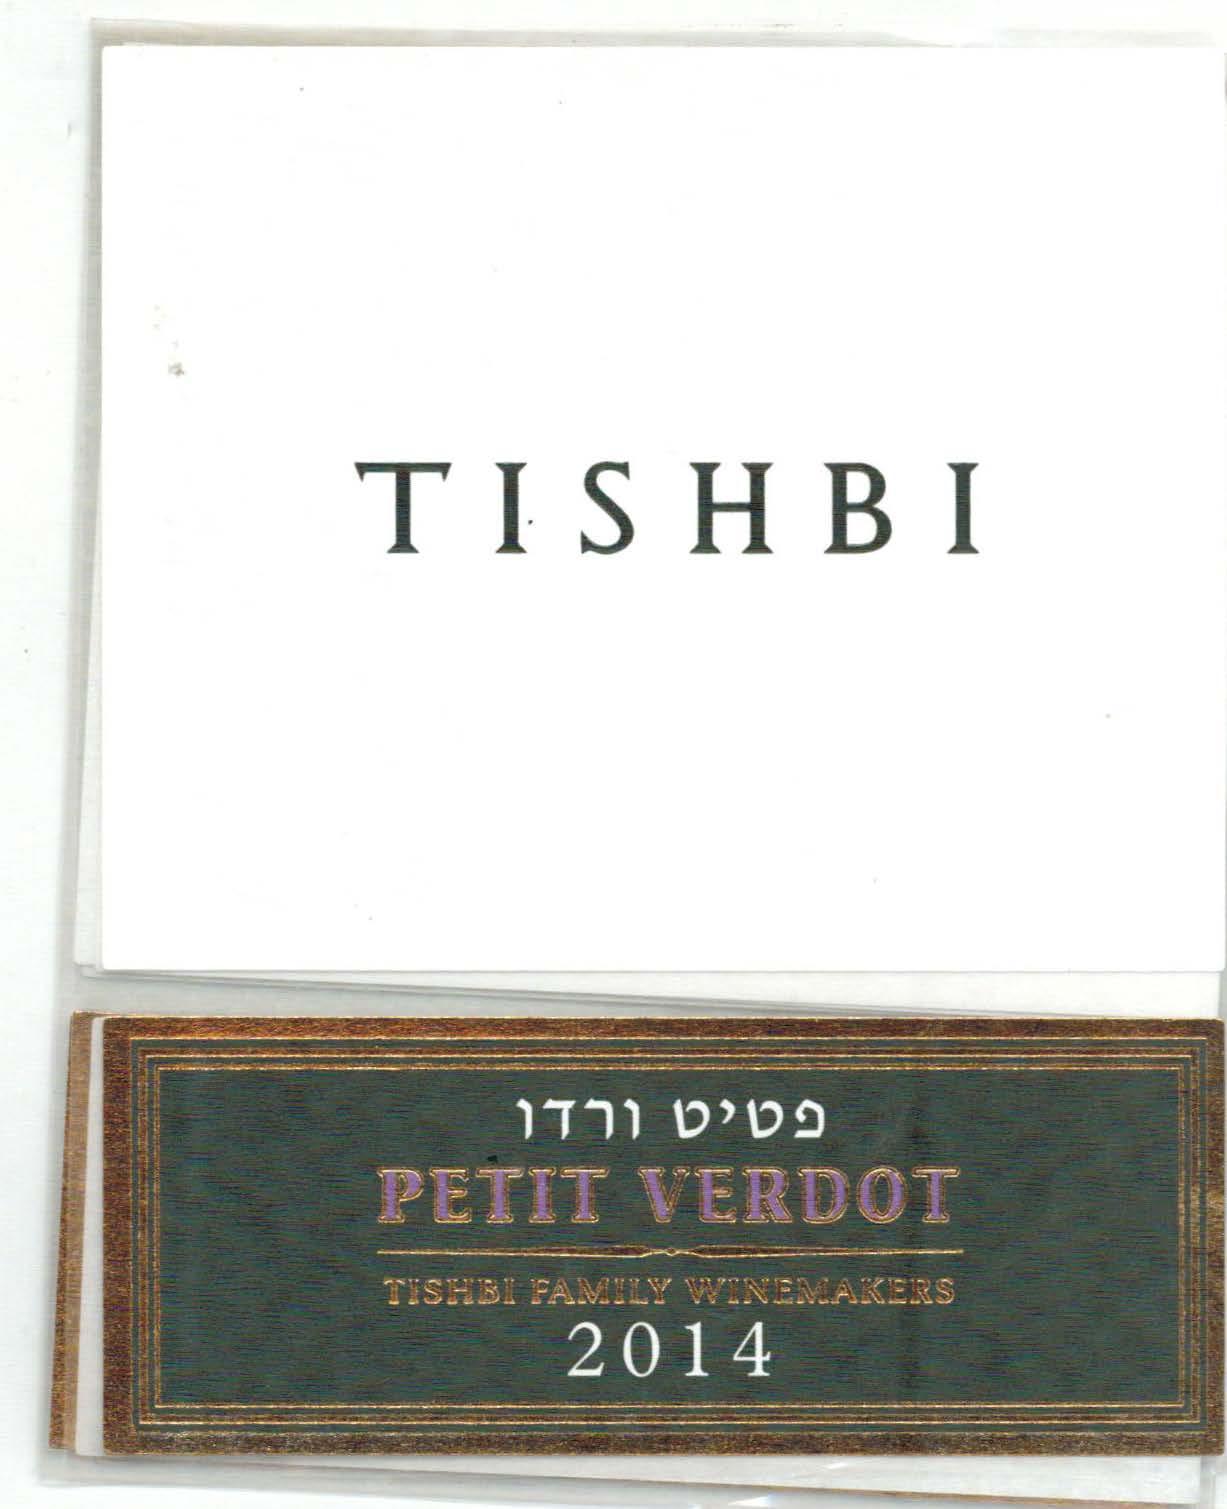 TISHBI
פטיט ורדו
PETIT VERDOT
TISHBI FAMILY WINEMAKERS
2014